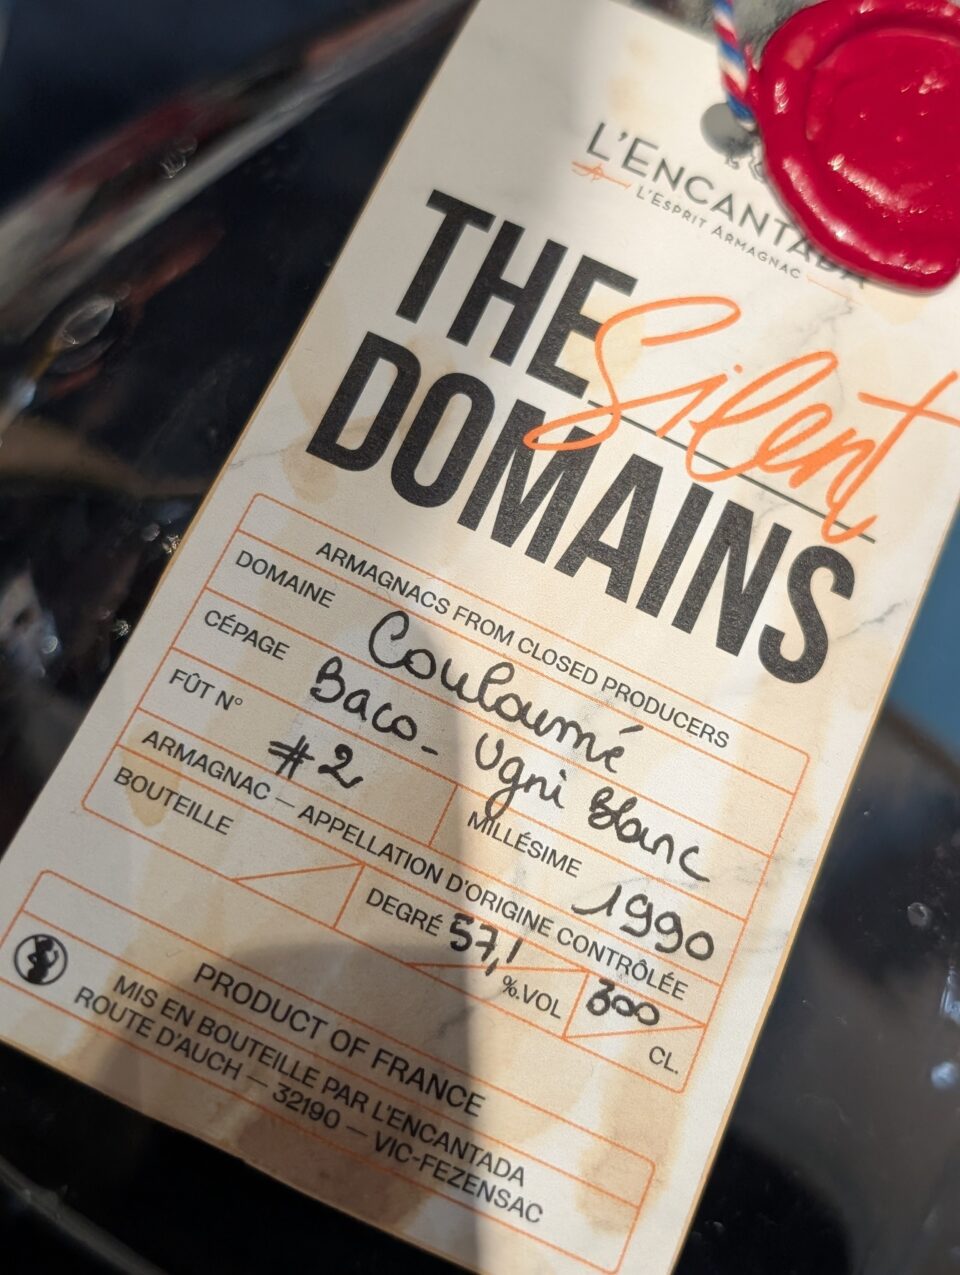 L'ENCANTADA
L'ESPRIT ARMAGNAC
THE Silent
DOMAINS
ARMAGNACS FROM CLOSED PRODUCERS
DOMAINE Couloumé
CÉPAGE Baco - Ugni Blanc
FÛT N° #2 MILLÉSIME 1990
ARMAGNAC — APPELLATION D'ORIGINE CONTRÔLÉE
BOUTEILLE DEGRÉ 57,1 %.VOL 300 CL.
PRODUCT OF FRANCE
MIS EN BOUTEILLE PAR L'ENCANTADA
ROUTE D'AUCH — 32190 — VIC-FEZENSAC